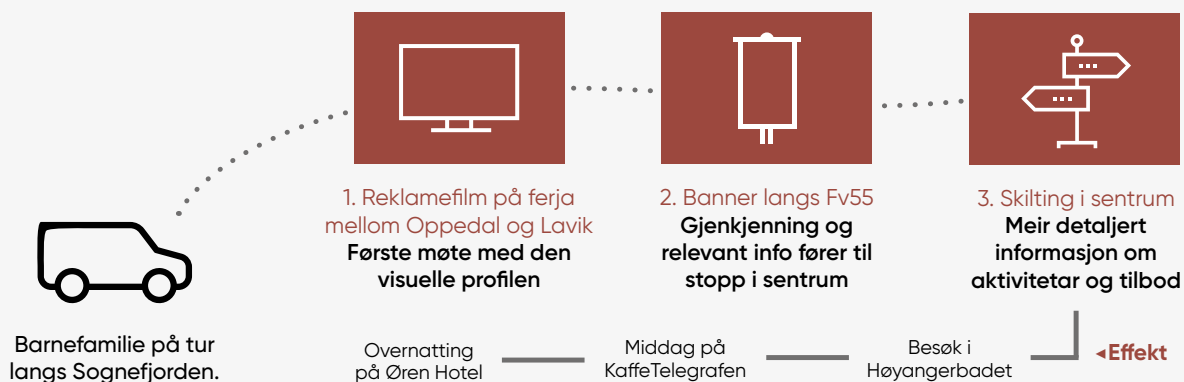 1. Reklamefilm på ferja
mellom Oppedal og Lavik
Første møte med den
visuelle profilen
2. Banner langs Fv55
Gjenkjenning og
relevant info fører til
stopp i sentrum
3. Skilting i sentrum
Meir detaljert
informasjon om
aktivitetar og tilbod
Barnefamilie på tur
langs Sognefjorden.
Overnatting
på Øren Hotel
Middag på
KaffeTelegrafen
Besøk i
Høyangerbadet
Effekt